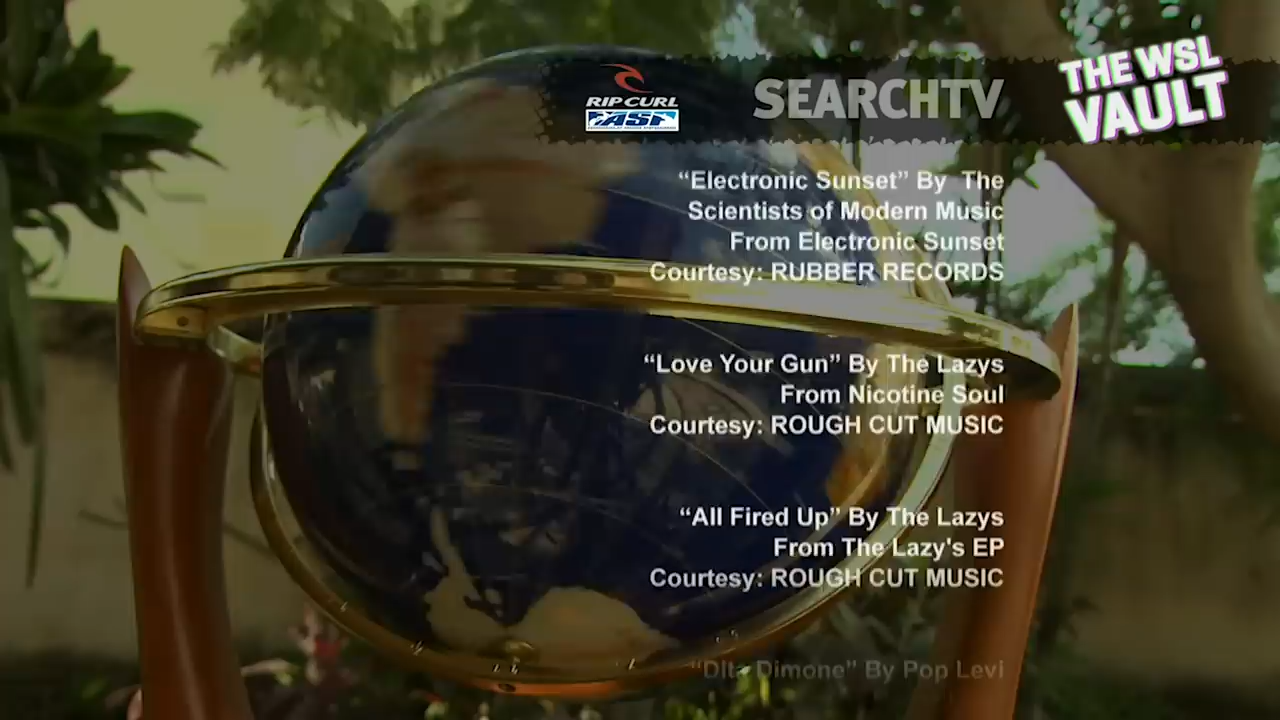 RIP CURL
ASP
SEARCHTV
THE WSL
VAULT
“Electronic Sunset” By The
Scientists of Modern Music
From Electronic Sunset
Courtesy: RUBBER RECORDS
“Love Your Gun” By The Lazys
From Nicotine Soul
Courtesy: ROUGH CUT MUSIC
“All Fired Up” By The Lazys
From The Lazy's EP
Courtesy: ROUGH CUT MUSIC
“Dita Dimone” By Pop Levi